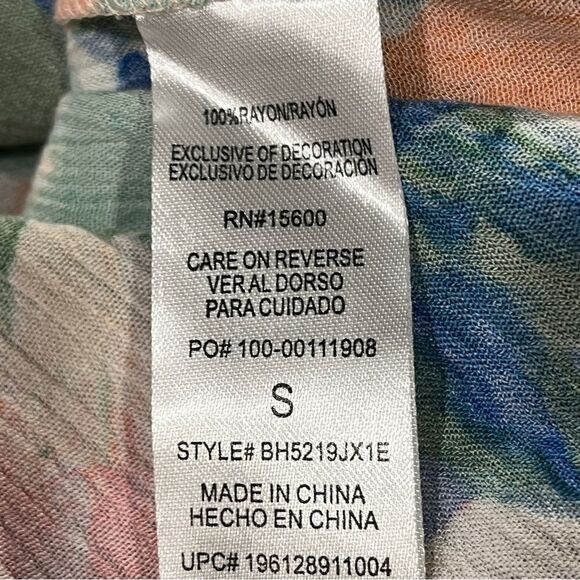 100% RAYON/RAYÓN
EXCLUSIVE OF DECORATION
EXCLUSIVO DE DECORACIÓN
RN#15600
CARE ON REVERSE
VER AL DORSO
PARA CUIDADO
PO# 100-00111908
S
STYLE# BH5219JX1E
MADE IN CHINA
HECHO EN CHINA
UPC# 196128911004